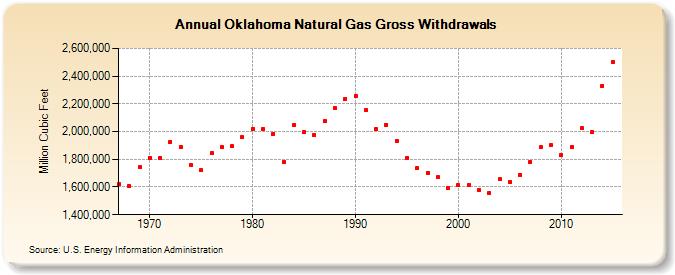 Annual Oklahoma Natural Gas Gross Withdrawals
Million Cubic Feet
2,600,000
2,400,000
2,200,000
2,000,000
1,800,000
1,600,000
1,400,000
1970 1980 1990 2000 2010
Source: U.S. Energy Information Administration